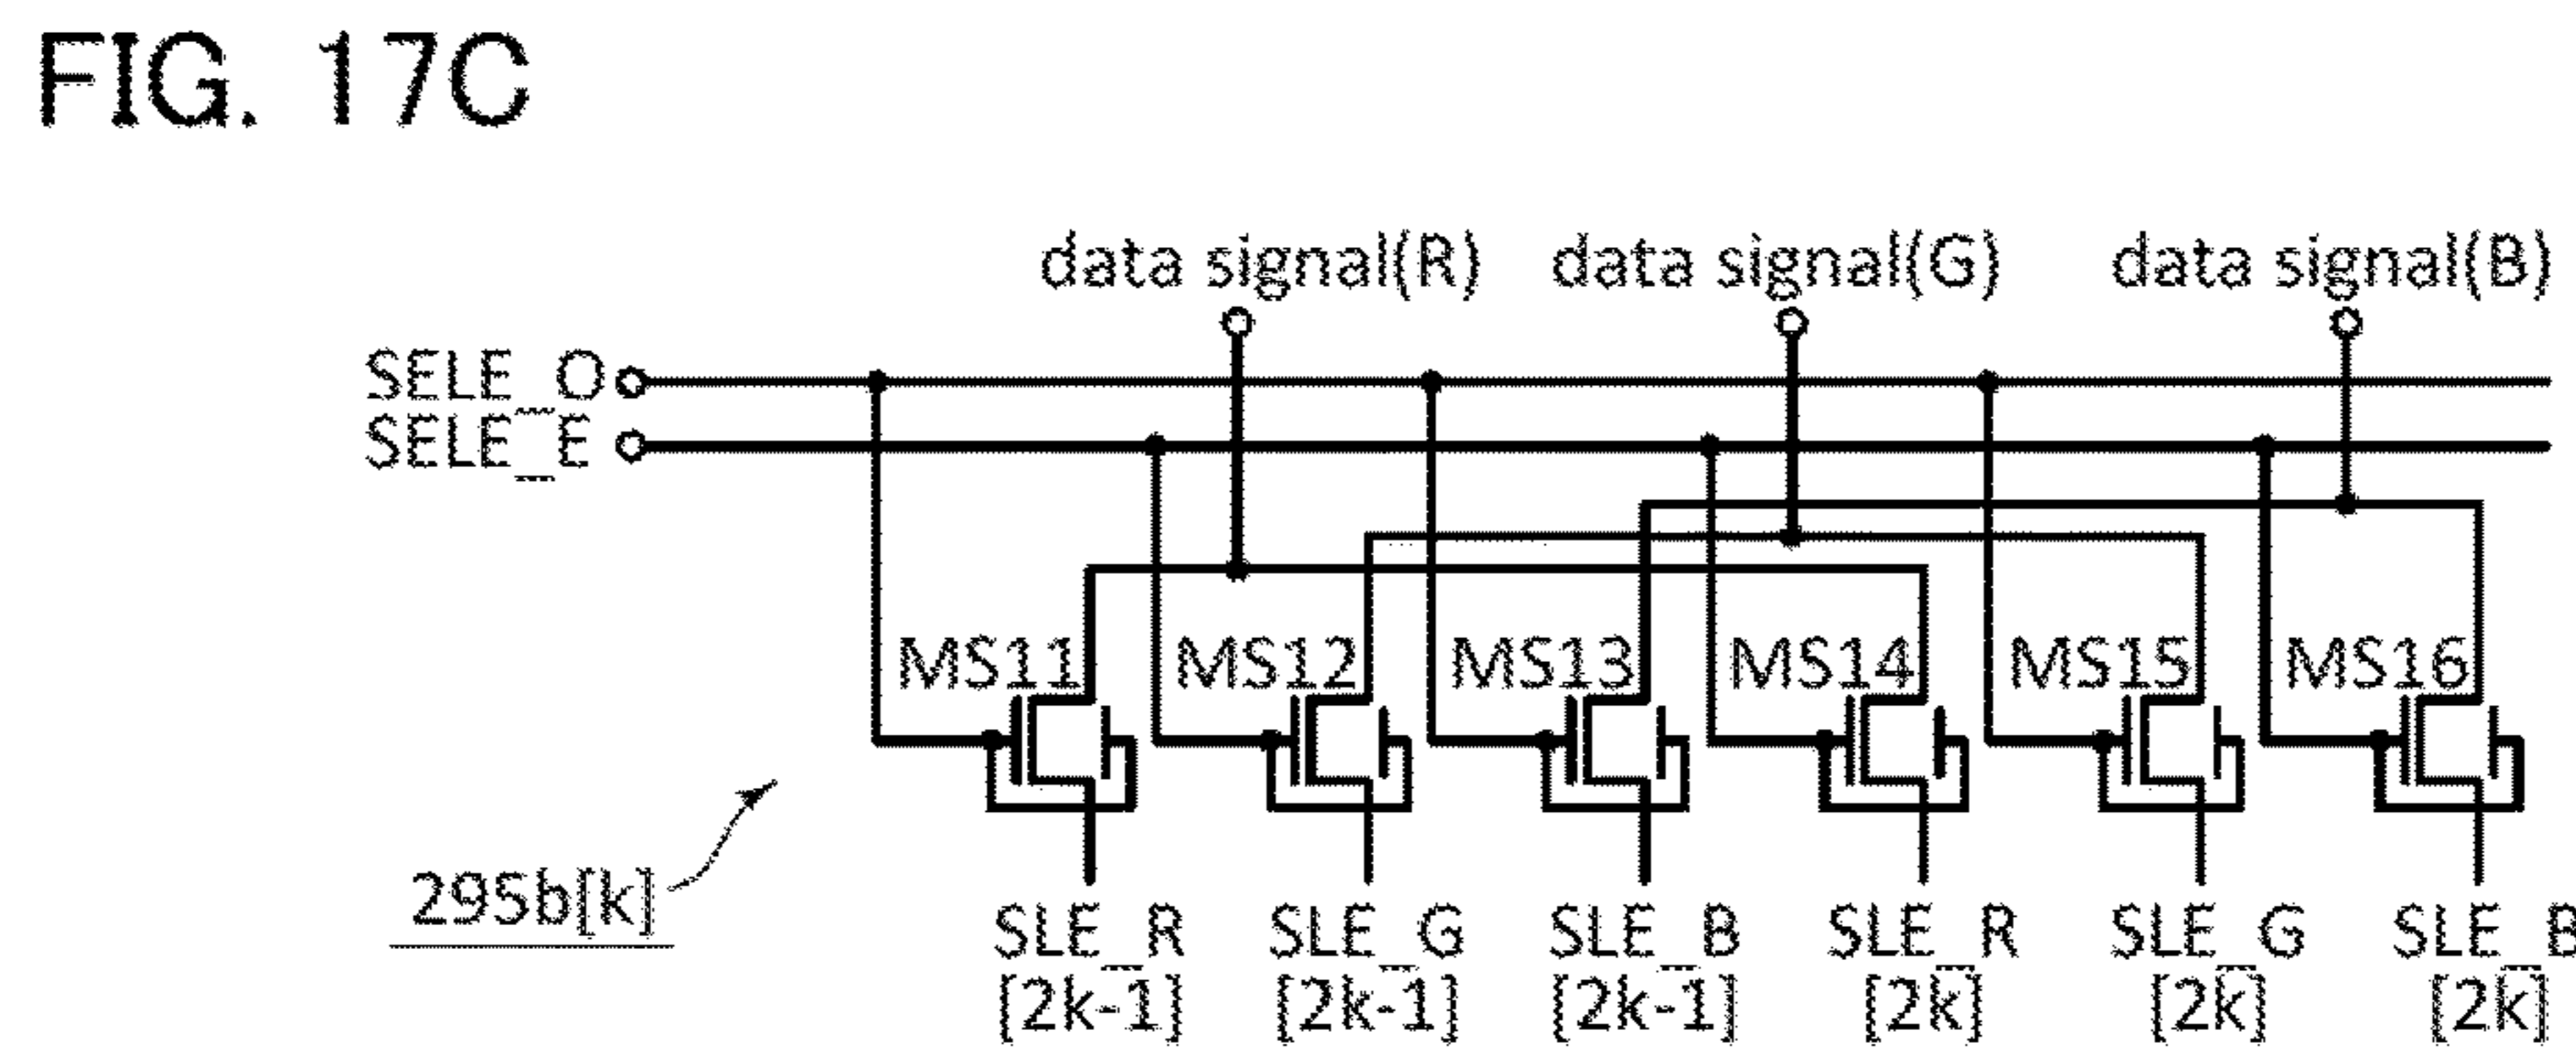 FIG. 17C
data signal(R) data signal(G) data signal(B)
SELE_O
SELE_E
MS11 MS12 MS13 MS14 MS15 MS16
295b[k]
SLE_R SLE_G SLE_B SLE_R SLE_G SLE_B
[2k-1] [2k-1] [2k-1] [2k] [2k] [2k]